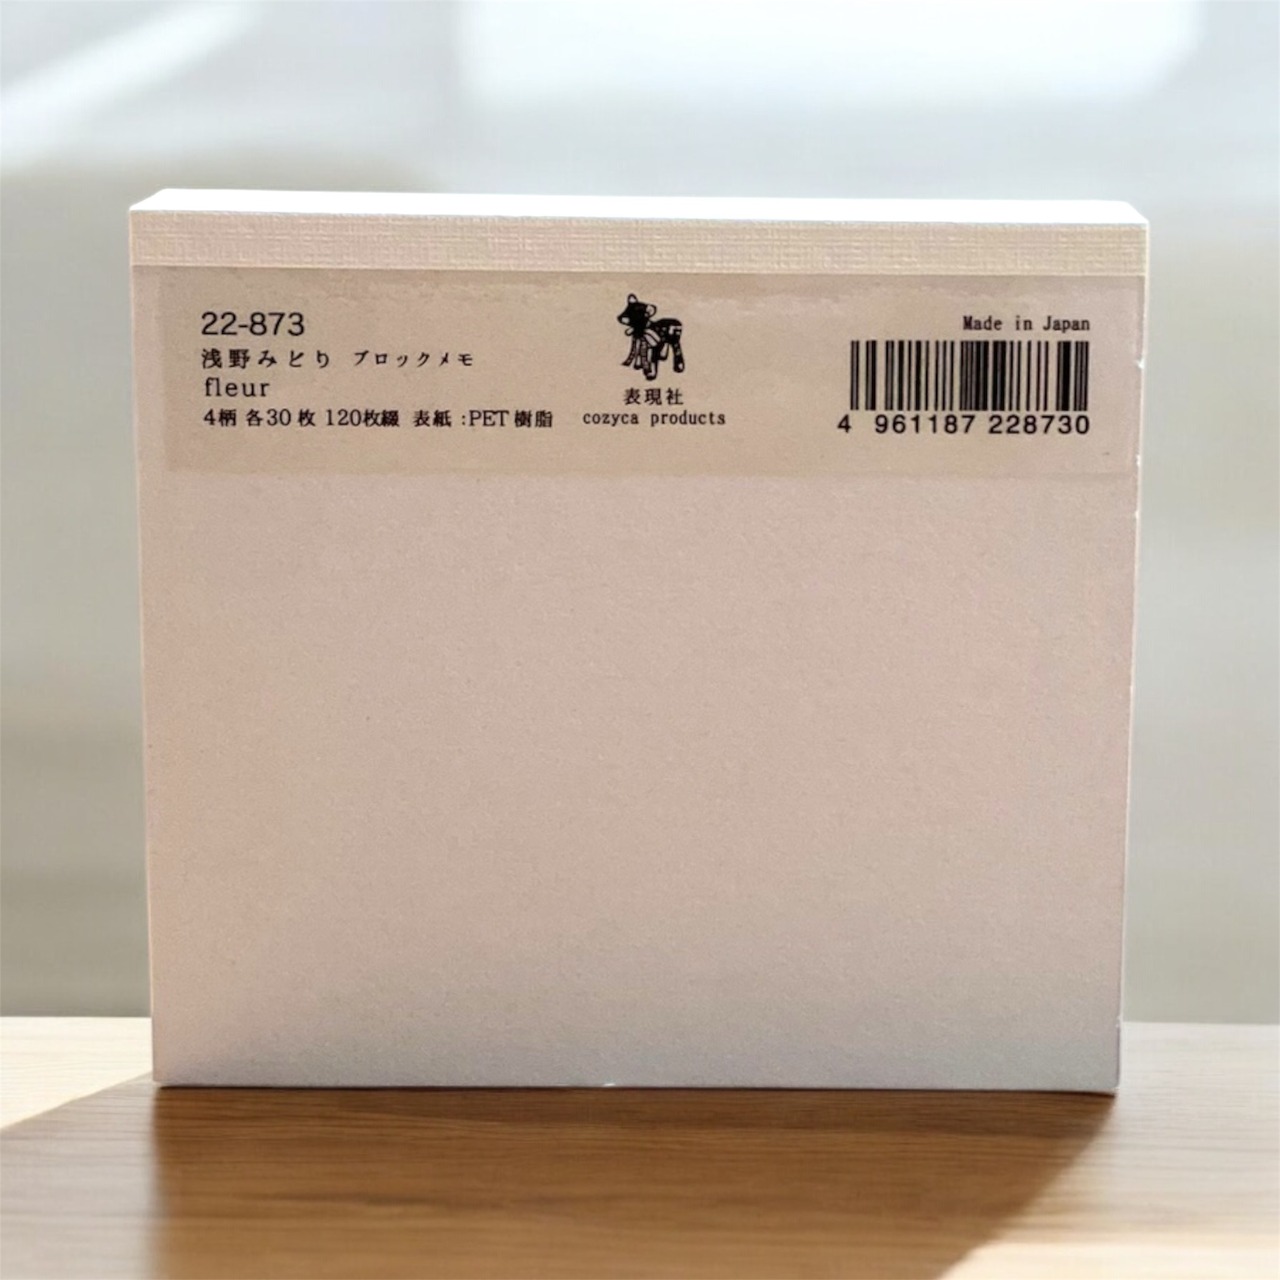 22-873
浅野みどり ブロックメモ
fleur
4柄 各30枚 120枚綴 表紙:PET樹脂
表現社
cozyca products
Made in Japan
4 961187 228730